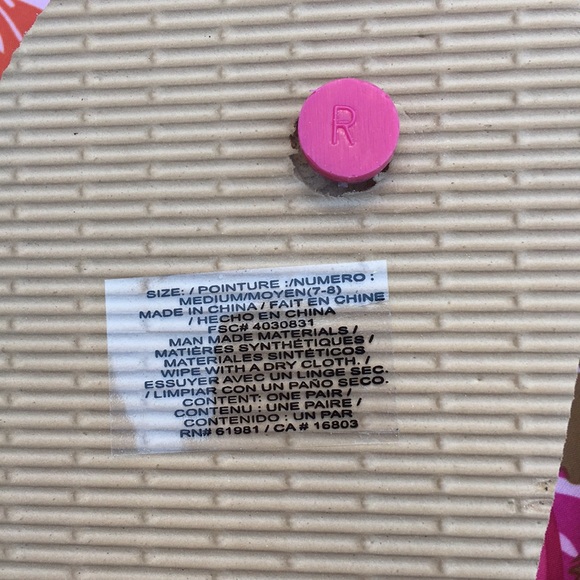 R
SIZE: / POINTURE :/NUMERO :
MEDIUM/MOYEN(7-8)
MADE IN CHINA / FAIT EN CHINE
/ HECHO EN CHINA
FSC# 4030831
MAN MADE MATERIALS /
MATIÈRES SYNTHÉTIQUES /
MATERIALES SINTÉTICOS
WIPE WITH A DRY CLOTH. /
ESSUYER AVEC UN LINGE SEC.
/ LIMPIAR CON UN PAÑO SECO.
CONTENT: ONE PAIR /
CONTENU : UNE PAIRE /
CONTENIDO : UN PAR
RN# 61981 / CA # 16803